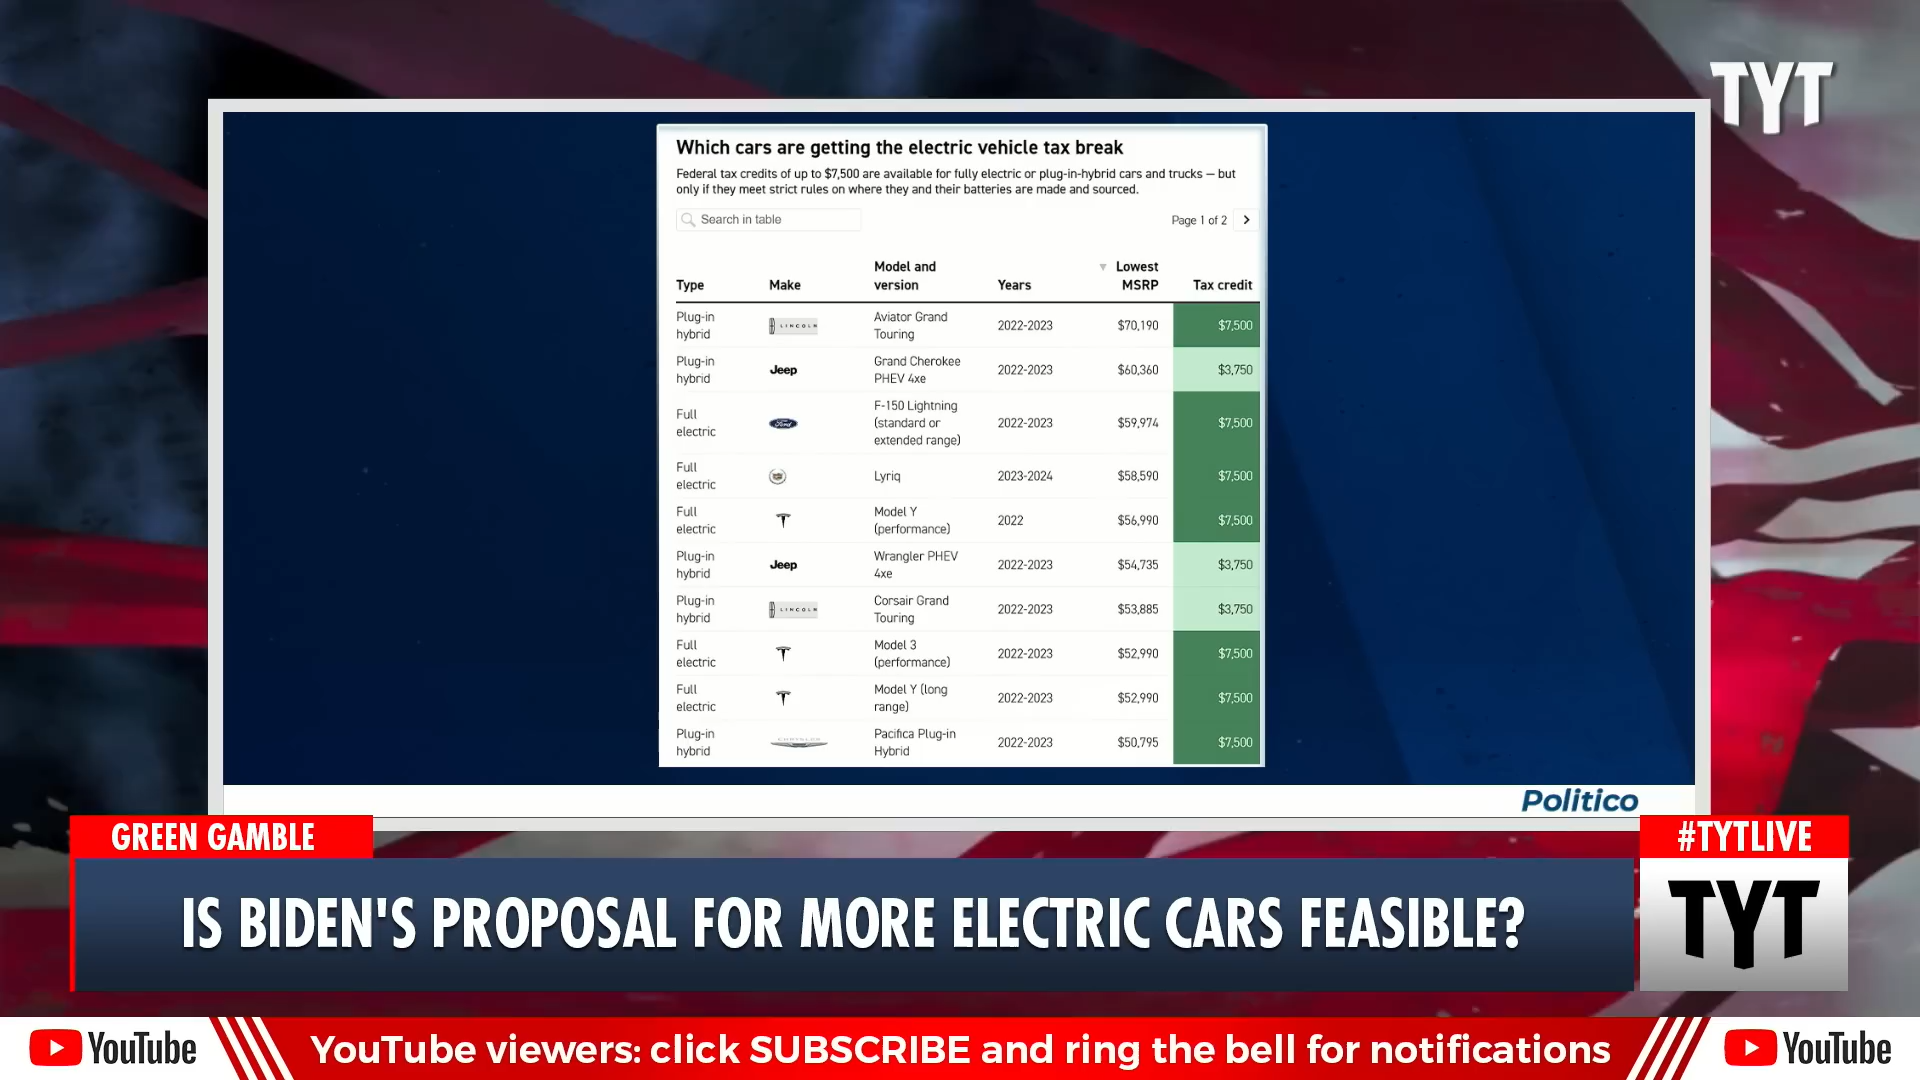 TYT
Which cars are getting the electric vehicle tax break
Federal tax credits of up to $7,500 are available for fully electric or plug-in-hybrid cars and trucks — but
only if they meet strict rules on where they and their batteries are made and sourced.
Search in table
Page 1 of 2
Type Make Model and version Years Lowest MSRP Tax credit
Plug-in hybrid LINCOLN Aviator Grand Touring 2022-2023 $70,190 $7,500
Plug-in hybrid Jeep Grand Cherokee PHEV 4xe 2022-2023 $60,360 $3,750
Full electric Ford F-150 Lightning (standard or extended range) 2022-2023 $59,974 $7,500
Full electric Lyriq 2023-2024 $58,590 $7,500
Full electric Model Y (performance) 2022 $56,990 $7,500
Plug-in hybrid Jeep Wrangler PHEV 4xe 2022-2023 $54,735 $3,750
Plug-in hybrid LINCOLN Corsair Grand Touring 2022-2023 $53,885 $3,750
Full electric Model 3 (performance) 2022-2023 $52,990 $7,500
Full electric Model Y (long range) 2022-2023 $52,990 $7,500
Plug-in hybrid CHRYSLER Pacifica Plug-in Hybrid 2022-2023 $50,795 $7,500
Politico
GREEN GAMBLE
#TYTLIVE
IS BIDEN'S PROPOSAL FOR MORE ELECTRIC CARS FEASIBLE?
TYT
YouTube
YouTube viewers: click SUBSCRIBE and ring the bell for notifications
YouTube